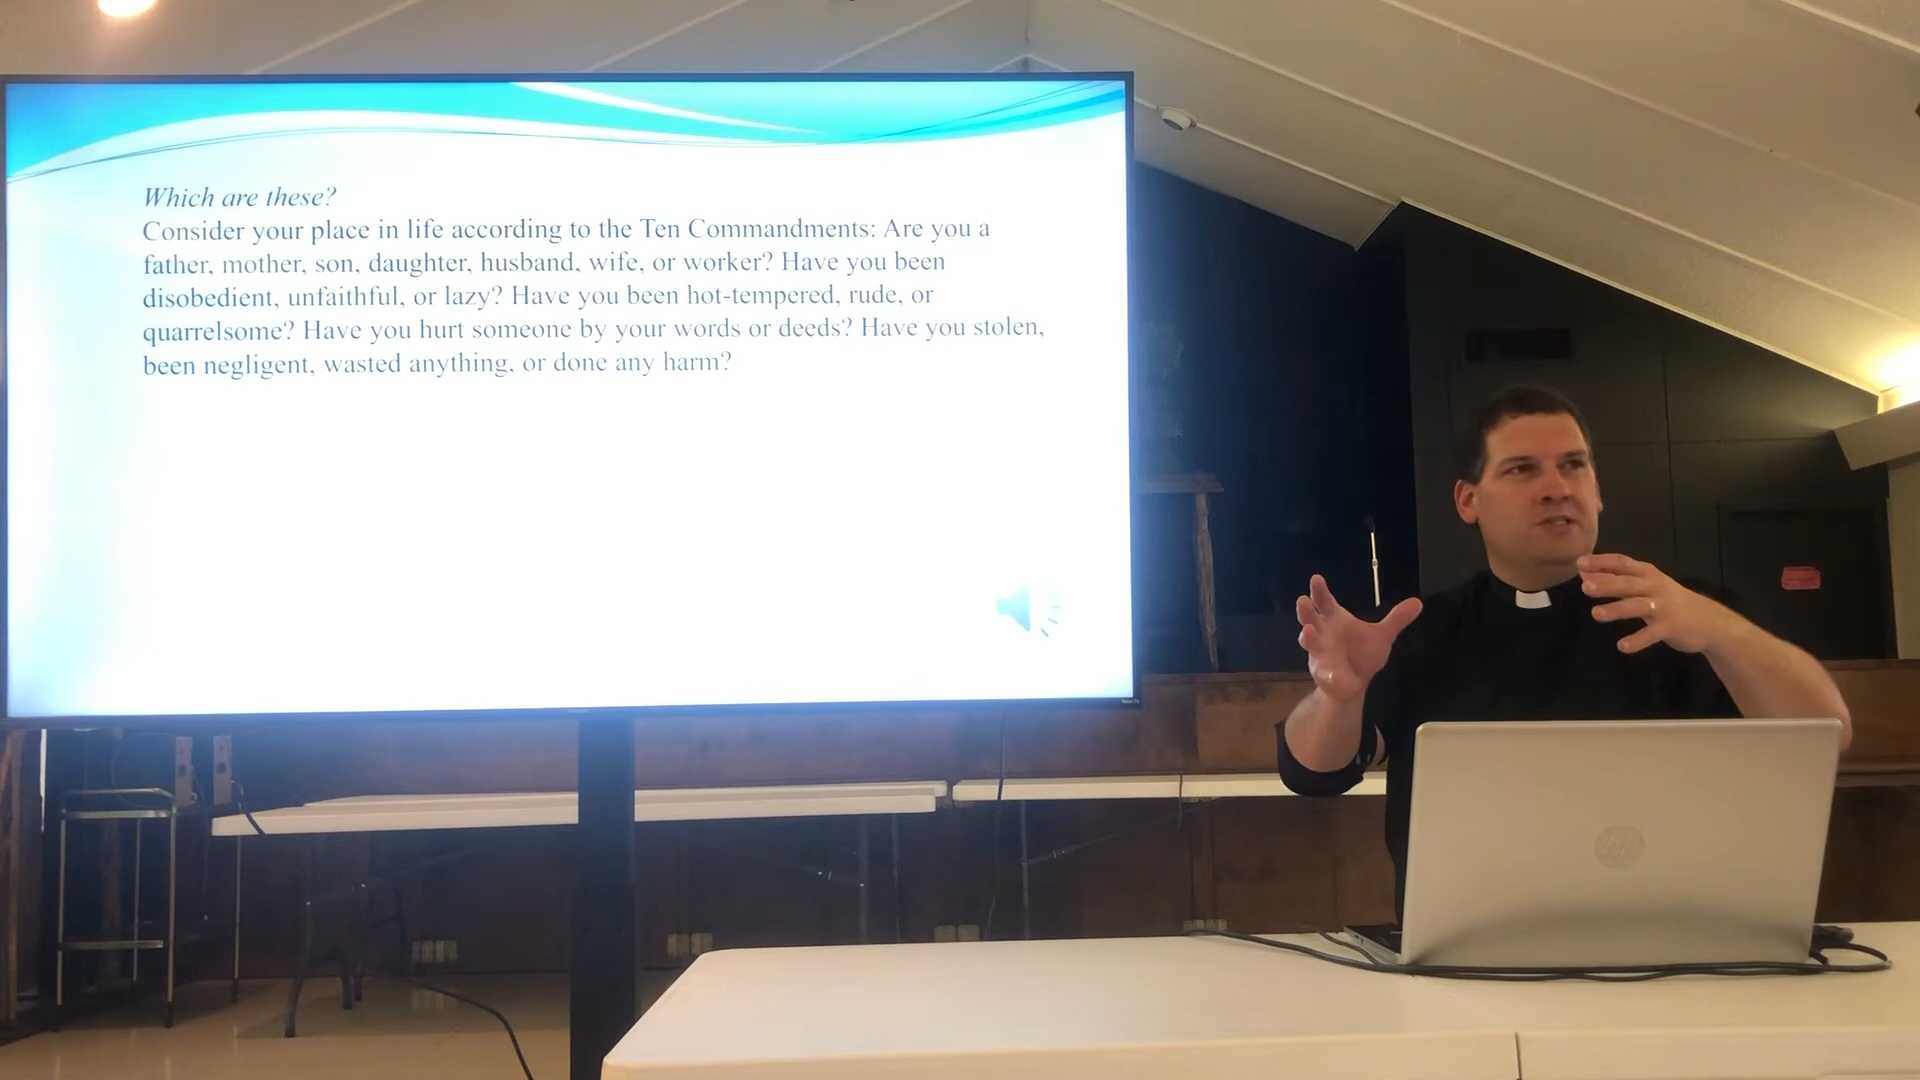 Which are these?
Consider your place in life according to the Ten Commandments: Are you a
father, mother, son, daughter, husband, wife, or worker? Have you been
disobedient, unfaithful, or lazy? Have you been hot-tempered, rude, or
quarrelsome? Have you hurt someone by your words or deeds? Have you stolen,
been negligent, wasted anything, or done any harm?
hp